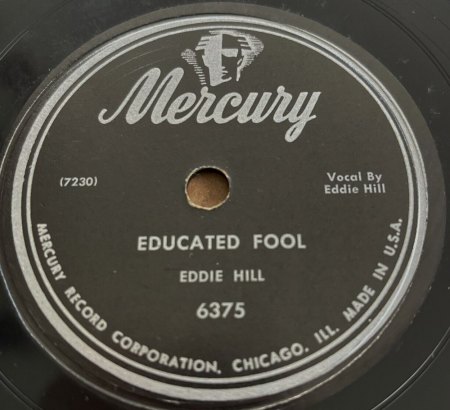 Mercury
(7230)
Vocal By
Eddie Hill
EDUCATED FOOL
EDDIE HILL
6375
MERCURY RECORD CORPORATION, CHICAGO, ILL. MADE IN U.S.A.